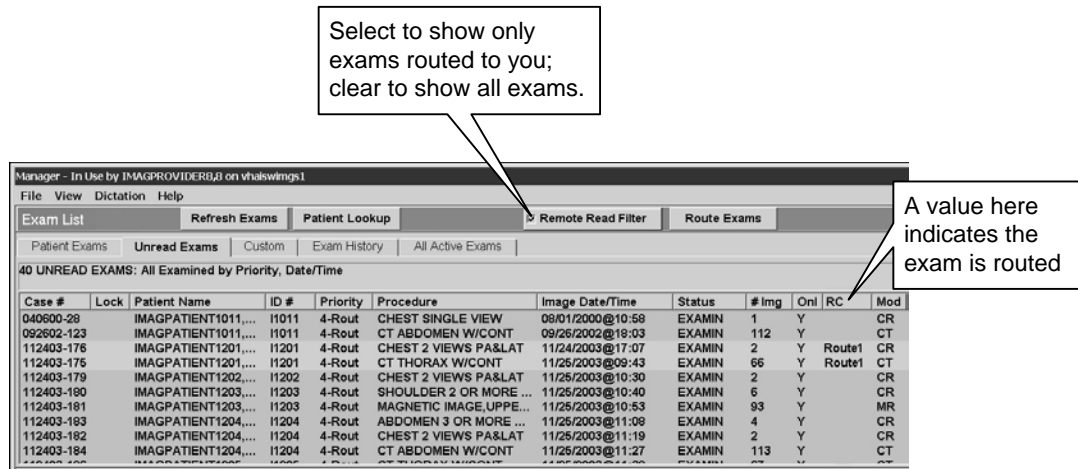 Select to show only
exams routed to you;
clear to show all exams.
Manager - In Use by IMAGPROVIDER8,8 on vhaiswimgs1
File View Dictation Help
Exam List Refresh Exams Patient Lookup Remote Read Filter Route Exams
A value here
indicates the
exam is routed
Patient Exams Unread Exams Custom Exam History All Active Exams
40 UNREAD EXAMS: All Examined by Priority, Date/Time
Case # Lock Patient Name ID # Priority Procedure Image Date/Time Status # Img Onl RC Mod
040600-28 IMAGPATIENT1011,... I1011 4-Rout CHEST SINGLE VIEW 08/01/2000@10:58 EXAMIN 1 Y CR
092602-123 IMAGPATIENT1011,... I1011 4-Rout CT ABDOMEN W/CONT 09/26/2002@18:03 EXAMIN 112 Y CT
112403-176 IMAGPATIENT1201,... I1201 4-Rout CHEST 2 VIEWS PA&LAT 11/24/2003@17:07 EXAMIN 2 Y Route1 CR
112403-175 IMAGPATIENT1201,... I1201 4-Rout CT THORAX W/CONT 11/25/2003@09:43 EXAMIN 66 Y Route1 CT
112403-179 IMAGPATIENT1202,... I1202 4-Rout CHEST 2 VIEWS PA&LAT 11/25/2003@10:30 EXAMIN 2 Y CR
112403-180 IMAGPATIENT1203,... I1203 4-Rout SHOULDER 2 OR MORE ... 11/25/2003@10:40 EXAMIN 6 Y CR
112403-181 IMAGPATIENT1203,... I1203 4-Rout MAGNETIC IMAGE,UPPE... 11/25/2003@10:53 EXAMIN 93 Y MR
112403-183 IMAGPATIENT1204,... I1204 4-Rout ABDOMEN 3 OR MORE ... 11/25/2003@11:08 EXAMIN 4 Y CR
112403-182 IMAGPATIENT1204,... I1204 4-Rout CHEST 2 VIEWS PA&LAT 11/25/2003@11:19 EXAMIN 2 Y CR
112403-184 IMAGPATIENT1204,... I1204 4-Rout CT ABDOMEN W/CONT 11/25/2003@11:27 EXAMIN 113 Y CT